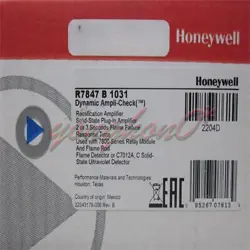 Honeywell
Honeywell
R7847 B 1031
Dynamic Ampli-Check(™)
Rectification Amplifier
Solid-State Plug-in Amplifier
2 or 3 Seconds Flame Failure
Response Time
Used with 7800 Series Relay Module
And Flame Rod
Flame Detector or C7012A, C Solid-
State Ultraviolet Detector
2204D
Performance Materials and Technologies
Houston, Texas
Country of origin, Mexico
EAC